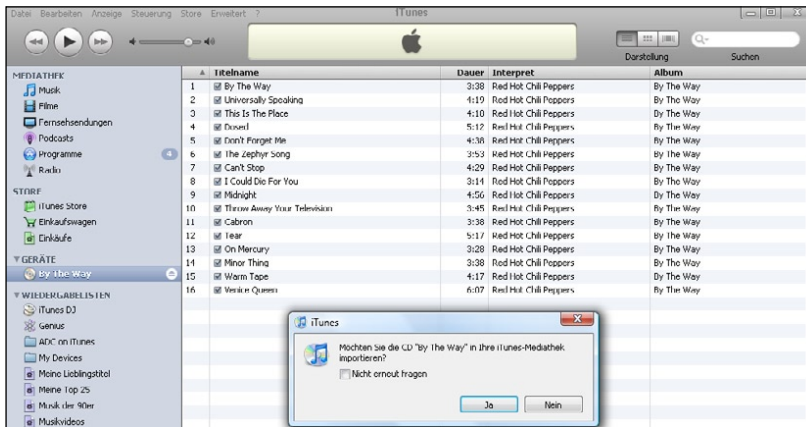 Datei Bearbeiten Anzeige Steuerung Store Erweitert ? iTunes
Darstellung Suchen
MEDIATHEK
Musik
Filme
Fernsehsendungen
Podcasts
Programme 4
Radio
STORE
iTunes Store
Einkaufswagen
Einkäufe
GERÄTE
By The Way
WIEDERGABELISTEN
iTunes DJ
Genius
ADC on iTunes
My Devices
Meine Lieblingstitel
Meine Top 25
Musik der 90er
Musikvideos
Titelname Dauer Interpret Album
1 By The Way 3:38 Red Hot Chili Peppers By The Way
2 Universally Speaking 4:19 Red Hot Chili Peppers By The Way
3 This Is The Place 4:18 Red Hot Chili Peppers By The Way
4 Dosed 5:12 Red Hot Chili Peppers By The Way
5 Don't Forget Me 4:38 Red Hot Chili Peppers By The Way
6 The Zephyr Song 3:53 Red Hot Chili Peppers By The Way
7 Can't Stop 4:29 Red Hot Chili Peppers By The Way
8 I Could Die For You 3:14 Red Hot Chili Peppers By The Way
9 Midnight 4:56 Red Hot Chili Peppers By The Way
10 Throw Away Your Television 3:45 Red Hot Chili Peppers By The Way
11 Cabron 3:38 Red Hot Chili Peppers By The Way
12 Tear 5:17 Red Hot Chili Peppers By The Way
13 On Mercury 3:28 Red Hot Chili Peppers By The Way
14 Minor Thing 3:38 Red Hot Chili Peppers By The Way
15 Warm Tape 4:17 Red Hot Chili Peppers By The Way
16 Venice Queen 6:07 Red Hot Chili Peppers By The Way
iTunes
Möchten Sie die CD "By The Way" in Ihre iTunes-Mediathek
importieren?
Nicht erneut fragen
Ja Nein